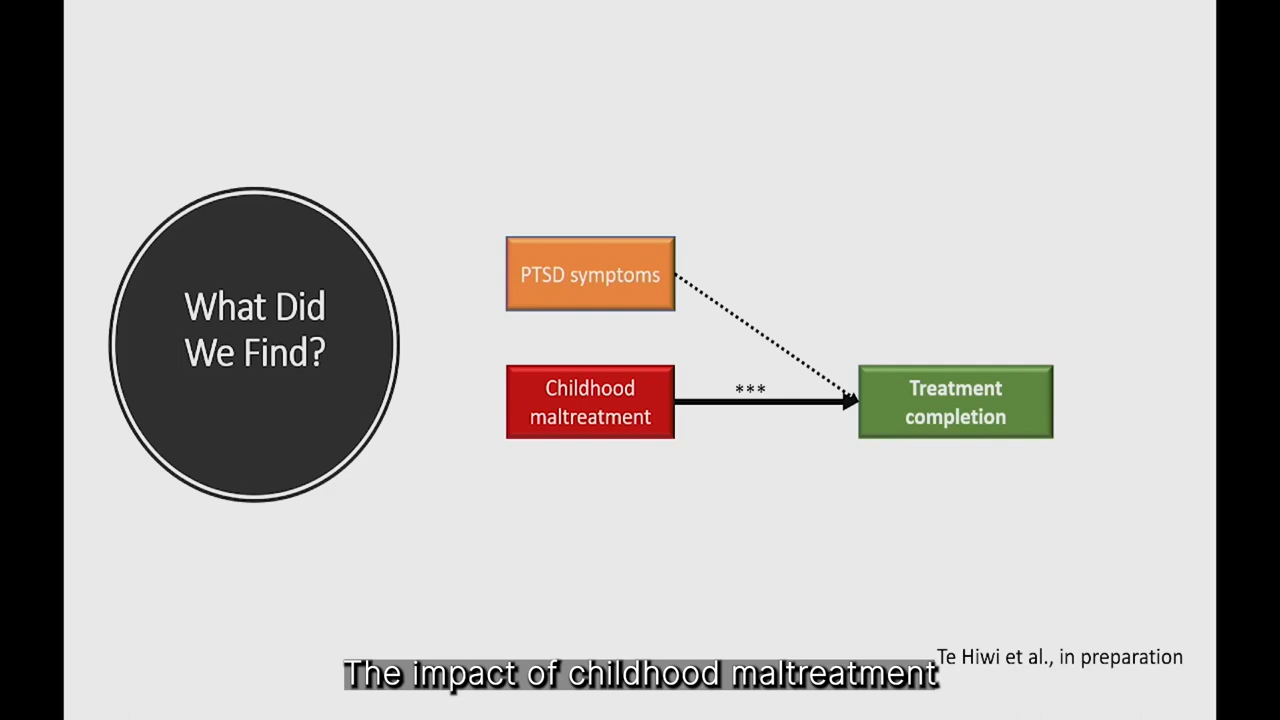 What Did
We Find?
PTSD symptoms
Childhood
maltreatment
***
Treatment
completion
Te Hiwi et al., in preparation
The impact of childhood maltreatment